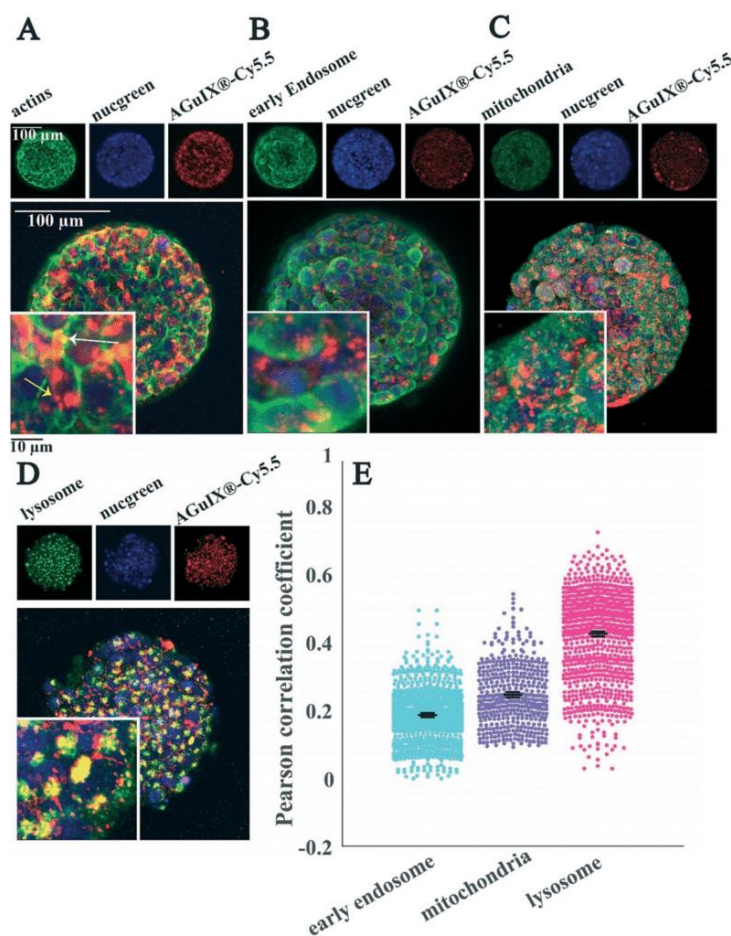 A
B
C
actins
nucgreen
AGuIX®-Cy5.5
early Endosome
nucgreen
AGuIX®-Cy5.5
mitochondria
nucgreen
AGuIX®-Cy5.5
100 µm
100 µm
10 µm
D
lysosome
nucgreen
AGuIX®-Cy5.5
E
Pearson correlation coefficient
1
0.8
0.6
0.4
0.2
0
-0.2
early endosome
mitochondria
lysosome